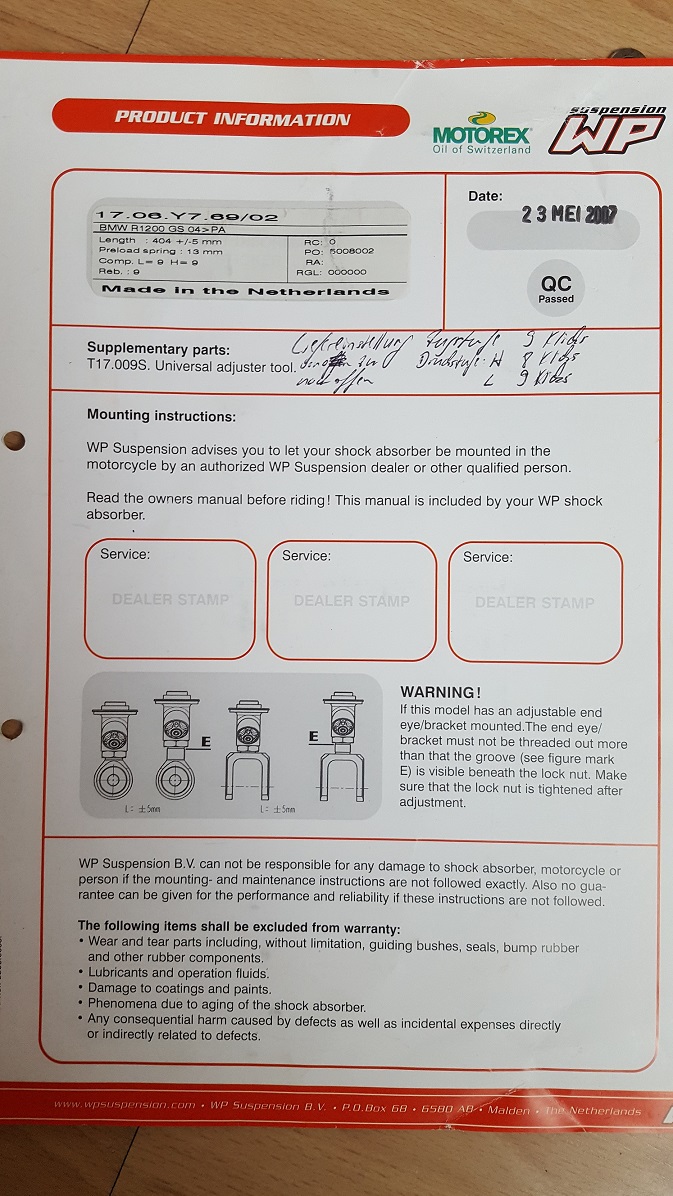 PRODUCT INFORMATION
MOTOREX
Oil of Switzerland
suspension
WP
17.06.Y7.69/02
BMW R1200 GS 04>PA
Length : 404 +/-5 mm
Preload spring : 13 mm
Comp. L= 9 H= 9
Reb. : 9
RC: 0
PO: 5008002
RA:
RGL: 000000
Made in the Netherlands
Date:
23 MEI 2007
QC
Passed
Supplementary parts:
T17.009S. Universal adjuster tool.
Liefereinstellung Zugstufe 9 Klicks
von zu Druckstufe: H 8 Klicks
nach offen L 9 Klicks
Mounting instructions:
WP Suspension advises you to let your shock absorber be mounted in the
motorcycle by an authorized WP Suspension dealer or other qualified person.
Read the owners manual before riding! This manual is included by your WP shock
absorber.
Service:
DEALER STAMP
Service:
DEALER STAMP
Service:
DEALER STAMP
E
E
L= ±5mm
L= ±5mm
WARNING!
If this model has an adjustable end
eye/bracket mounted.The end eye/
bracket must not be threaded out more
than that the groove (see figure mark
E) is visible beneath the lock nut. Make
sure that the lock nut is tightened after
adjustment.
WP Suspension B.V. can not be responsible for any damage to shock absorber, motorcycle or
person if the mounting- and maintenance instructions are not followed exactly. Also no gua-
rantee can be given for the performance and reliability if these instructions are not followed.
The following items shall be excluded from warranty:
• Wear and tear parts including, without limitation, guiding bushes, seals, bump rubber
and other rubber components.
• Lubricants and operation fluids.
• Damage to coatings and paints.
• Phenomena due to aging of the shock absorber.
• Any consequential harm caused by defects as well as incidental expenses directly
or indirectly related to defects.
www.wpsuspension.com • WP Suspension B.V. • P.O.Box 68 • 6580 AB • Malden • The Netherlands